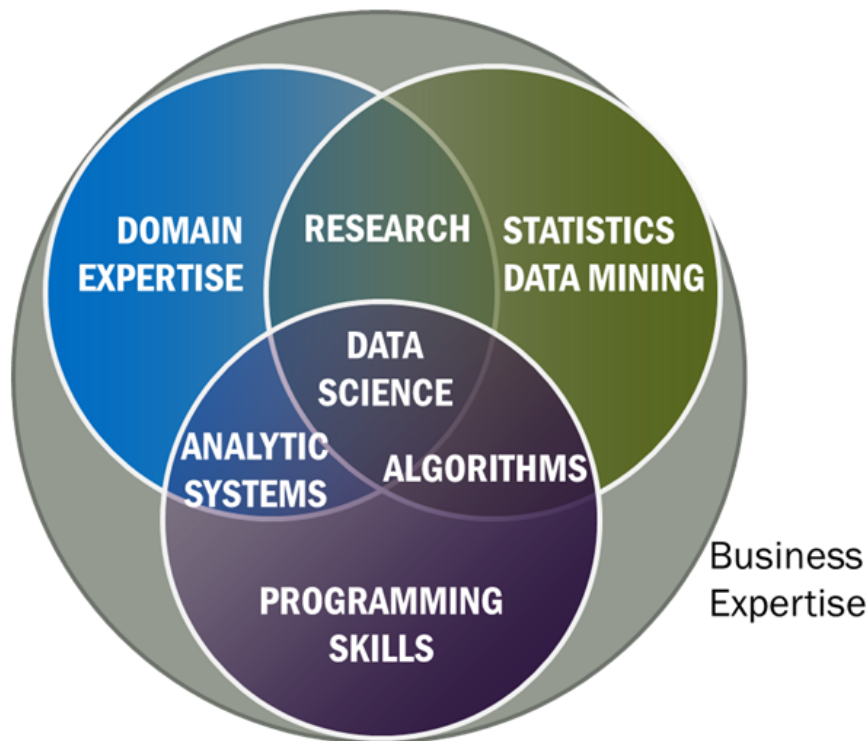 DOMAIN
EXPERTISE
RESEARCH
STATISTICS
DATA MINING
DATA
SCIENCE
ANALYTIC
SYSTEMS
ALGORITHMS
PROGRAMMING
SKILLS
Business
Expertise